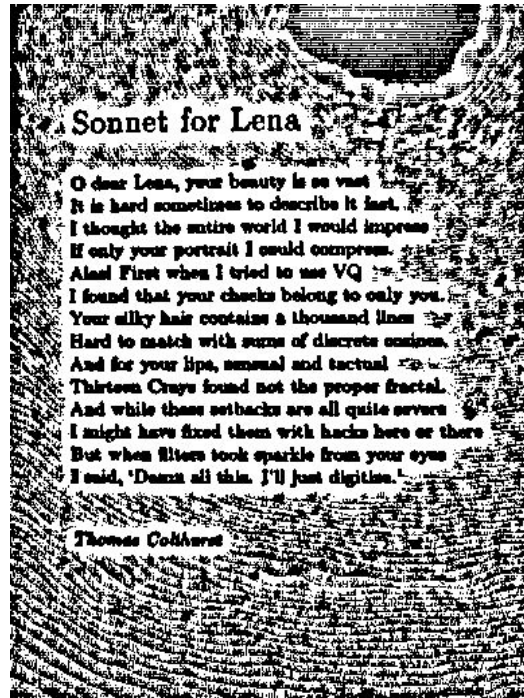 Sonnet for Lena
O dear Lena, your beauty is so vast
It is hard sometimes to describe it fast.
I thought the entire world I would impress
If only your portrait I could compress.
Alas! First when I tried to use VQ
I found that your cheeks belong to only you.
Your silky hair contains a thousand lines
Hard to match with sums of discrete cosines.
And for your lips, sensual and tactual
Thirteen Crays found not the proper fractal.
And while these setbacks are all quite severe
I might have fixed them with hacks here or there
But when filters took sparkle from your eyes
I said, 'Damn all this. I'll just digitize.'
Thomas Colthurst